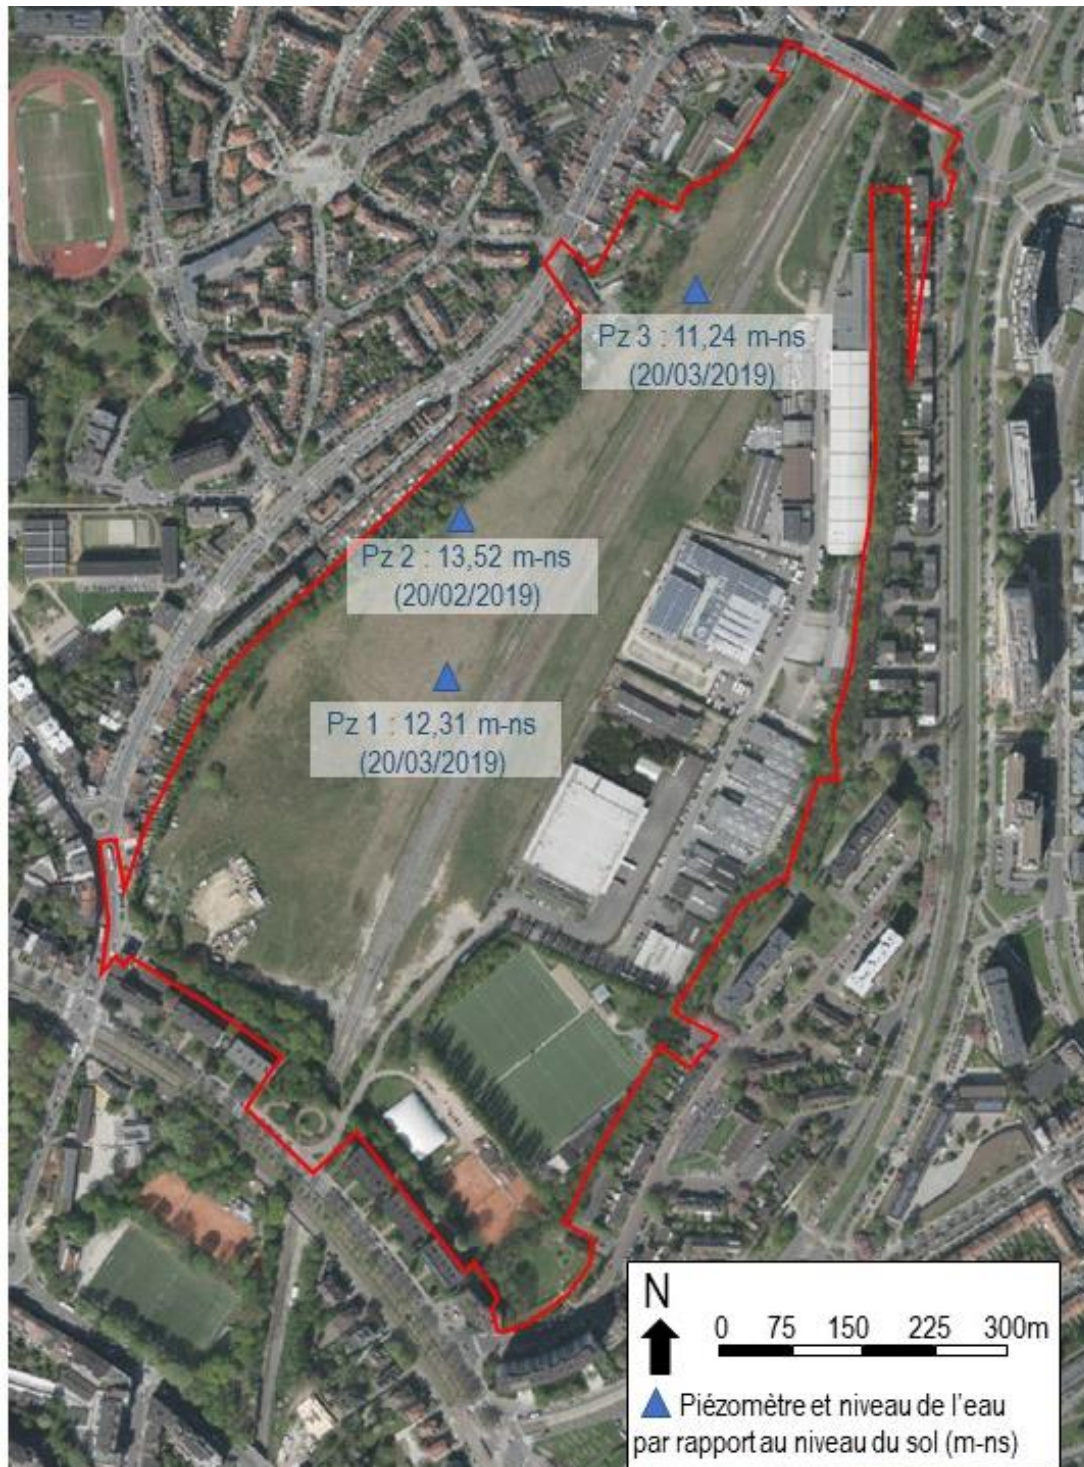 Pz 3 : 11,24 m-ns
(20/03/2019)
Pz 2 : 13,52 m-ns
(20/02/2019)
Pz 1 : 12,31 m-ns
(20/03/2019)
N
0 75 150 225 300m
Piézomètre et niveau de l'eau
par rapport au niveau du sol (m-ns)